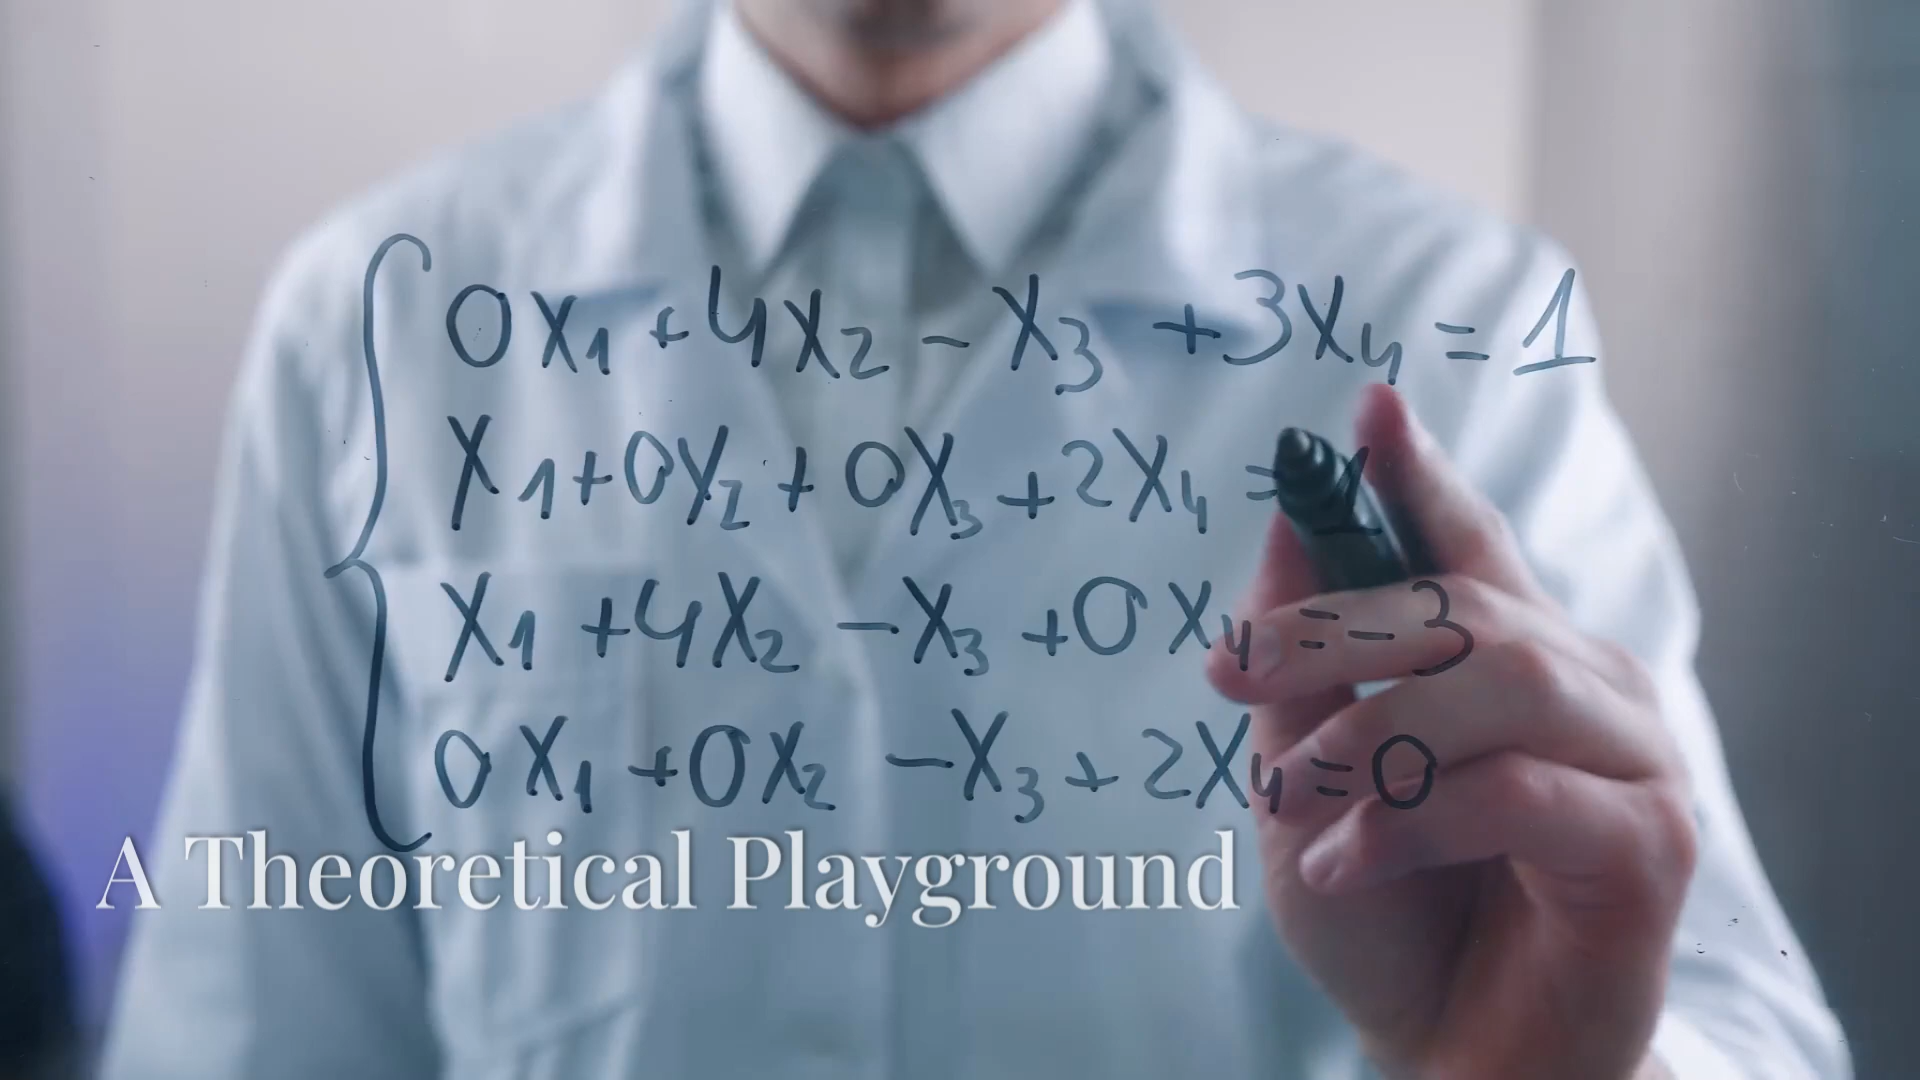 0x₁ + 4x₂ - x₃ + 3x₄ = 1
x₁ + 0x₂ + 0x₃ + 2x₄ = 1
x₁ + 4x₂ - x₃ + 0x₄ = -3
0x₁ + 0x₂ - x₃ + 2x₄ = 0
A Theoretical Playground